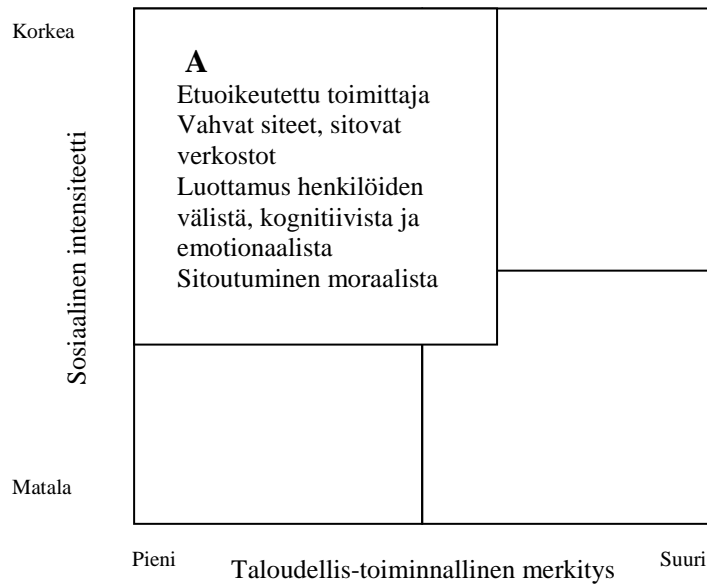 Korkea
A
Etuoikeutettu toimittaja
Vahvat siteet, sitovat
verkostot
Luottamus henkilöiden
välistä, kognitiivista ja
emotionaalista
Sitoutuminen moraalista
Sosiaalinen intensiteetti
Matala
Pieni
Taloudellis-toiminnallinen merkitys
Suuri